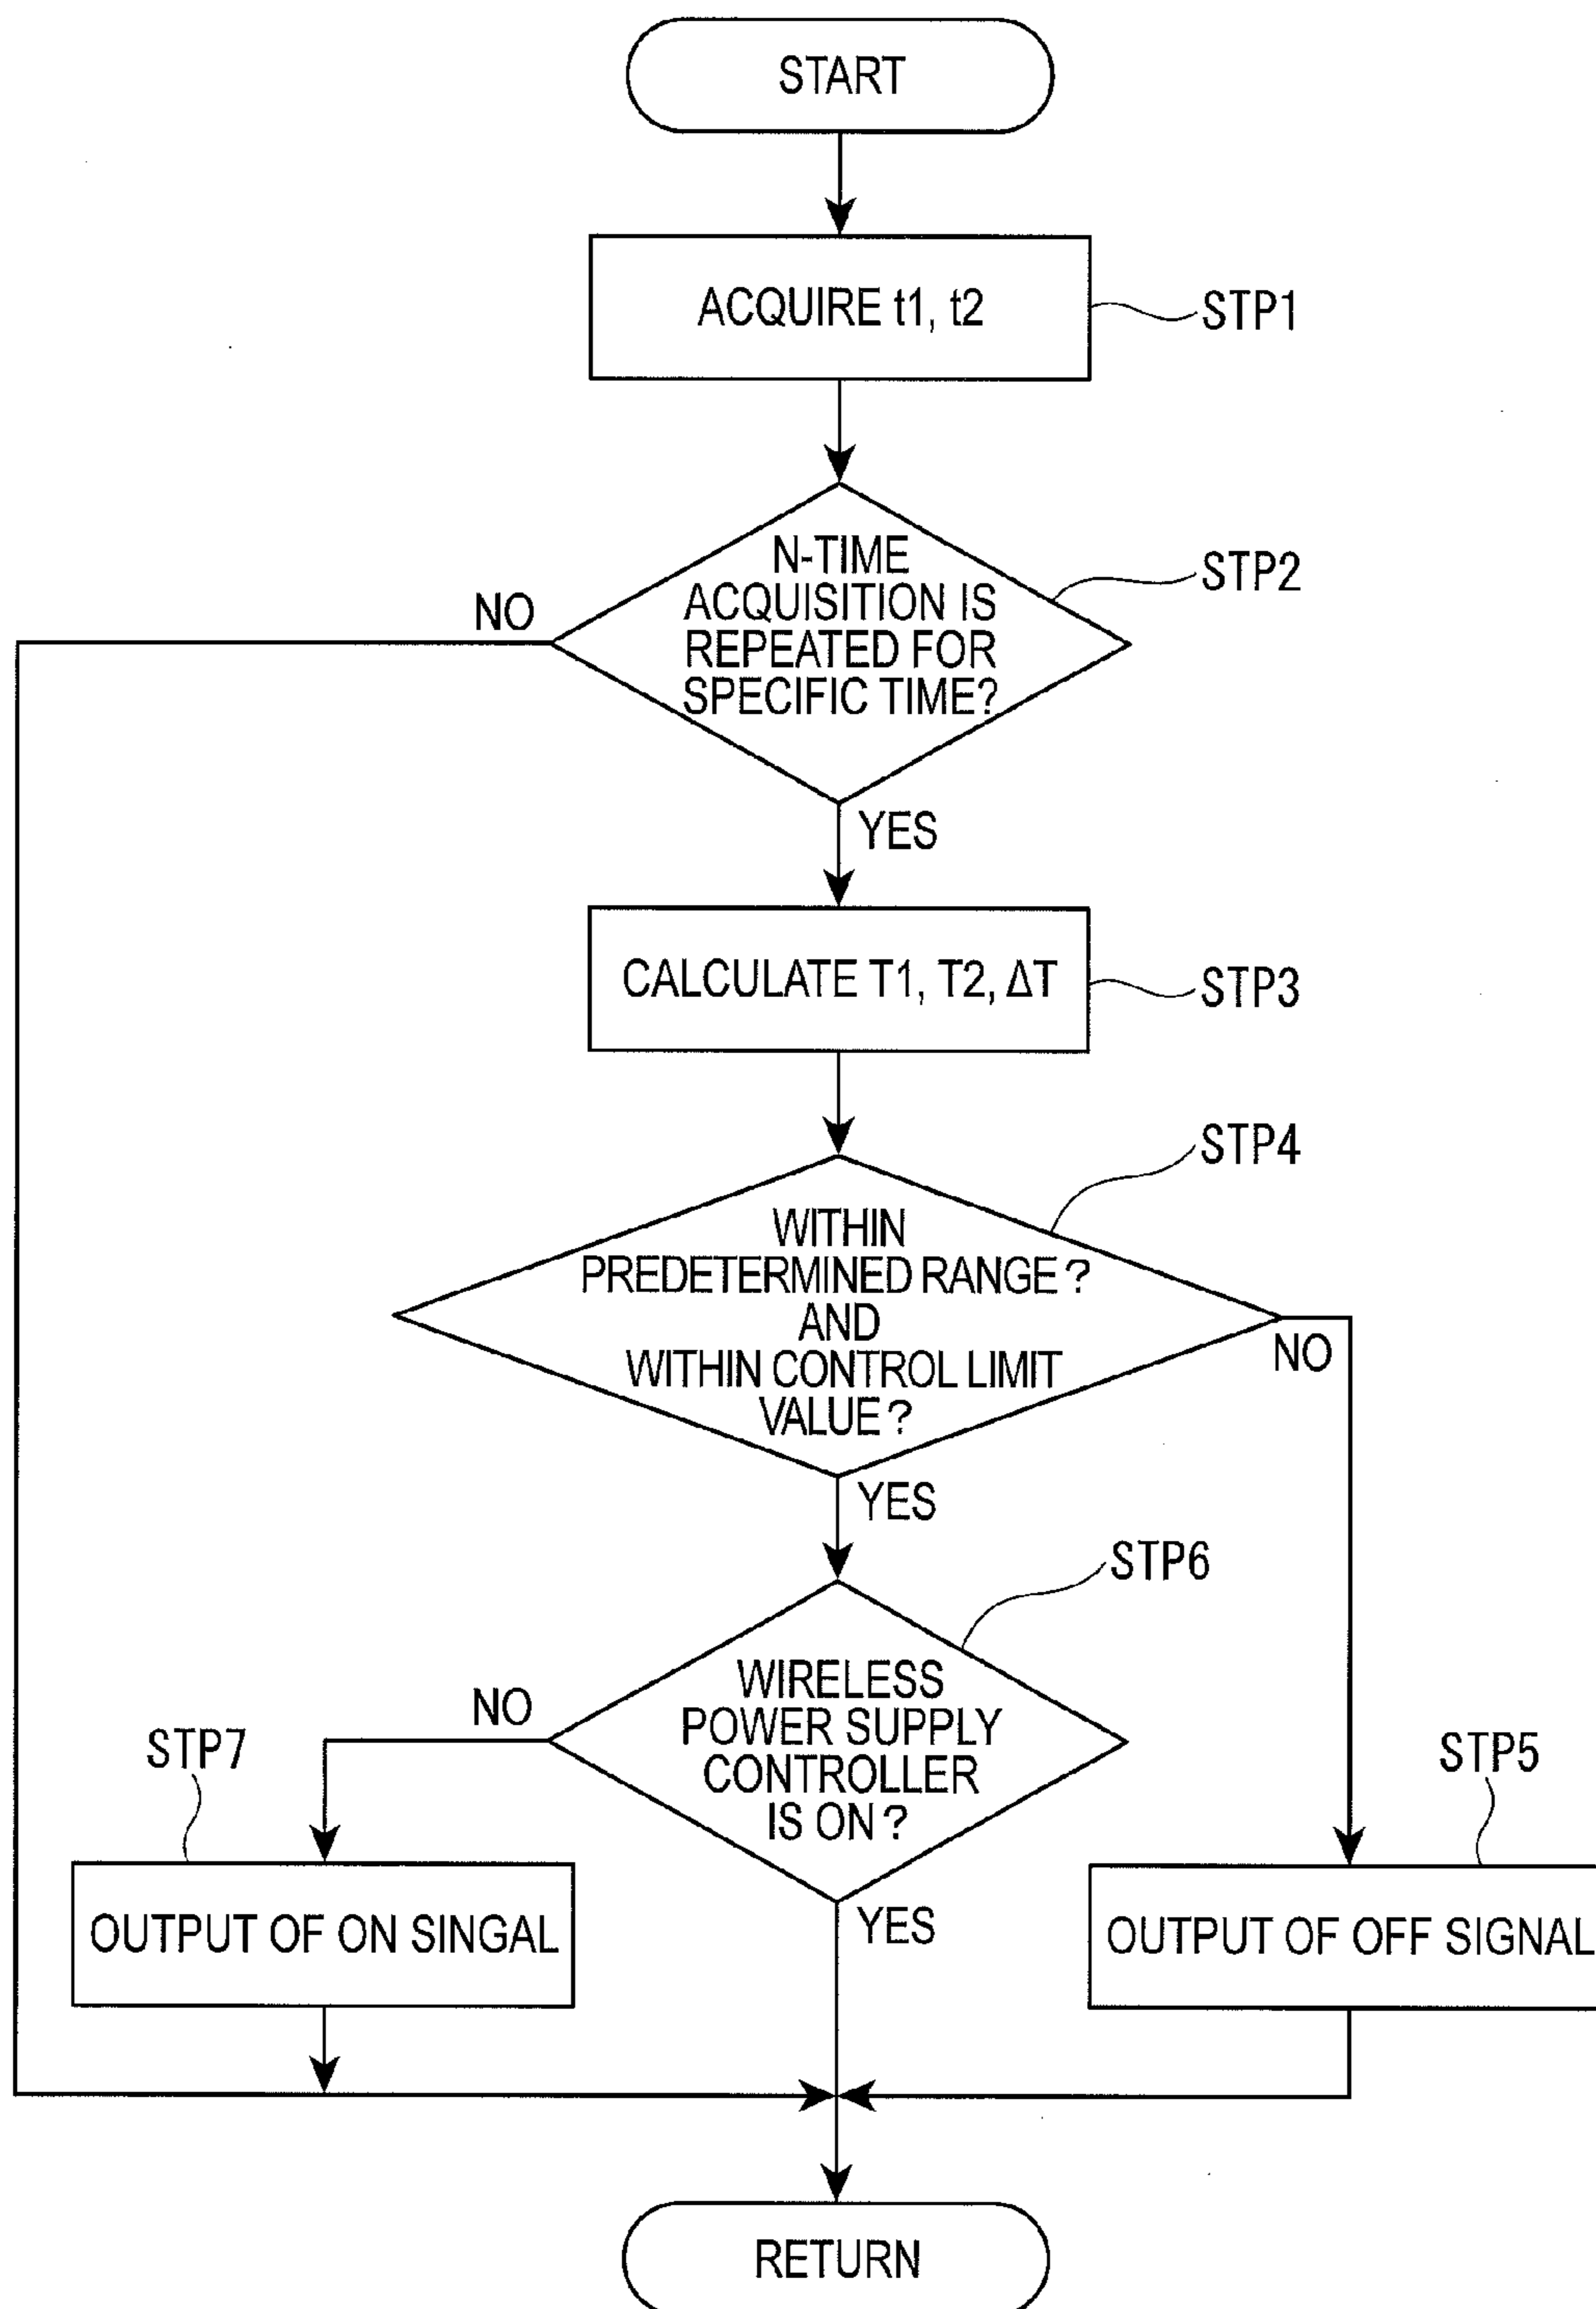 START
ACQUIRE t1, t2
STP1
N-TIME
ACQUISITION IS
REPEATED FOR
SPECIFIC TIME?
STP2
NO
YES
CALCULATE T1, T2, ΔT
STP3
STP4
WITHIN
PREDETERMINED RANGE?
AND
WITHIN CONTROL LIMIT
VALUE?
NO
YES
STP6
WIRELESS
POWER SUPPLY
CONTROLLER
IS ON?
NO
STP7
STP5
YES
OUTPUT OF ON SINGAL
OUTPUT OF OFF SIGNAL
RETURN